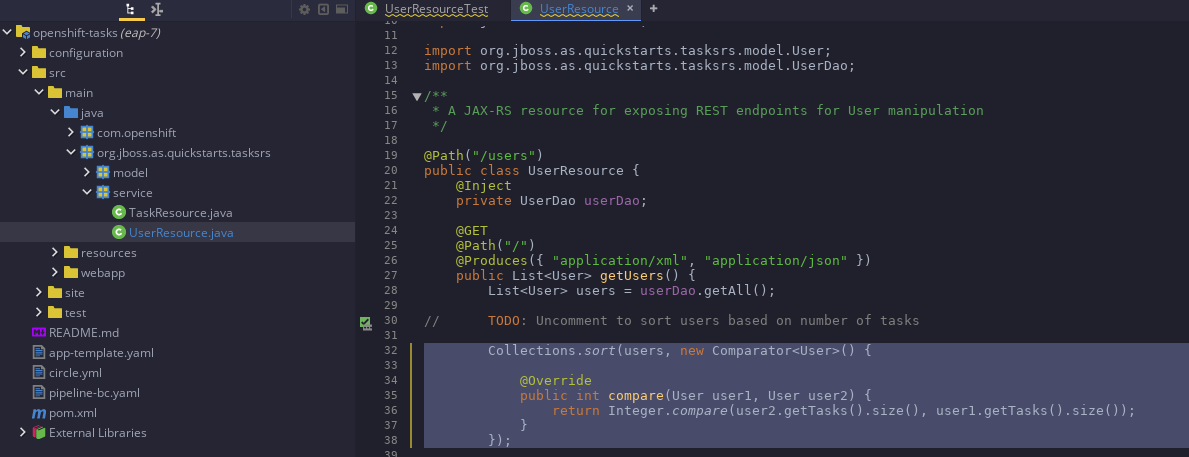 UserResourceTest
UserResource × +
openshift-tasks (eap-7)
configuration
src
main
java
com.openshift
org.jboss.as.quickstarts.tasksrs
model
service
TaskResource.java
UserResource.java
resources
webapp
site
test
README.md
app-template.yaml
circle.yml
pipeline-bc.yaml
pom.xml
External Libraries
11
12 import org.jboss.as.quickstarts.tasksrs.model.User;
13 import org.jboss.as.quickstarts.tasksrs.model.UserDao;
14
15 /**
16 * A JAX-RS resource for exposing REST endpoints for User manipulation
17 */
18
19 @Path("/users")
20 public class UserResource {
21 @Inject
22 private UserDao userDao;
23
24 @GET
25 @Path("/")
26 @Produces({ "application/xml", "application/json" })
27 public List<User> getUsers() {
28 List<User> users = userDao.getAll();
29
30 // TODO: Uncomment to sort users based on number of tasks
31
32 Collections.sort(users, new Comparator<User>() {
33
34 @Override
35 public int compare(User user1, User user2) {
36 return Integer.compare(user2.getTasks().size(), user1.getTasks().size());
37 }
38 });
39